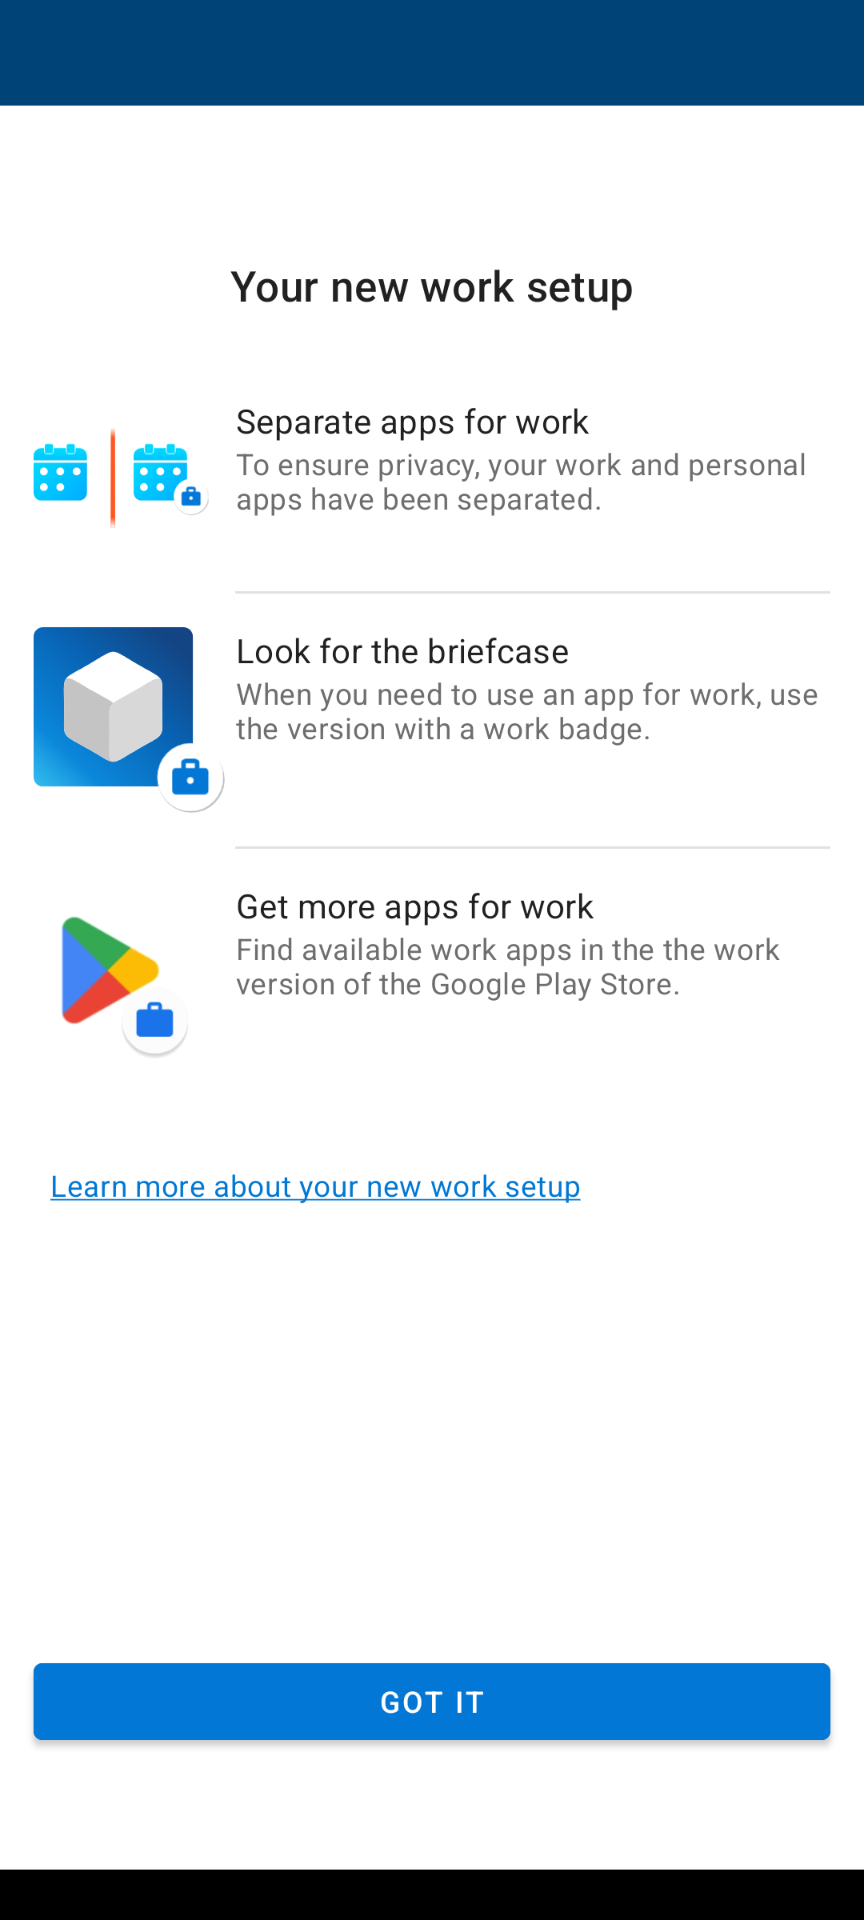 Your new work setup
Separate apps for work
To ensure privacy, your work and personal
apps have been separated.
Look for the briefcase
When you need to use an app for work, use
the version with a work badge.
Get more apps for work
Find available work apps in the the work
version of the Google Play Store.
Learn more about your new work setup
GOT IT